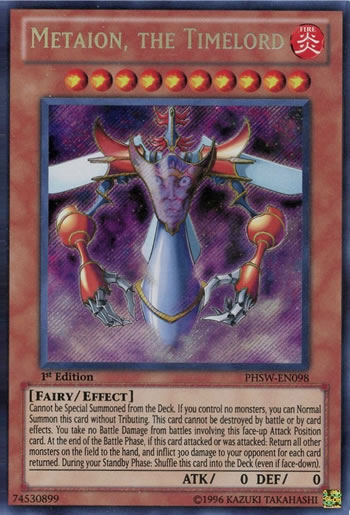 METAION, THE TIMELORD
FIRE
炎
1st Edition
PHSW-EN098
[FAIRY/EFFECT]
Cannot be Special Summoned from the Deck. If you control no monsters, you can Normal
Summon this card without Tributing. This card cannot be destroyed by battle or by card
effects. You take no Battle Damage from battles involving this face-up Attack Position
card. At the end of the Battle Phase, if this card attacked or was attacked: Return all other
monsters on the field to the hand, and inflict 300 damage to your opponent for each card
returned. During your Standby Phase: Shuffle this card into the Deck (even if face-down).
ATK/ 0 DEF/ 0
74530899
©1996 KAZUKI TAKAHASHI